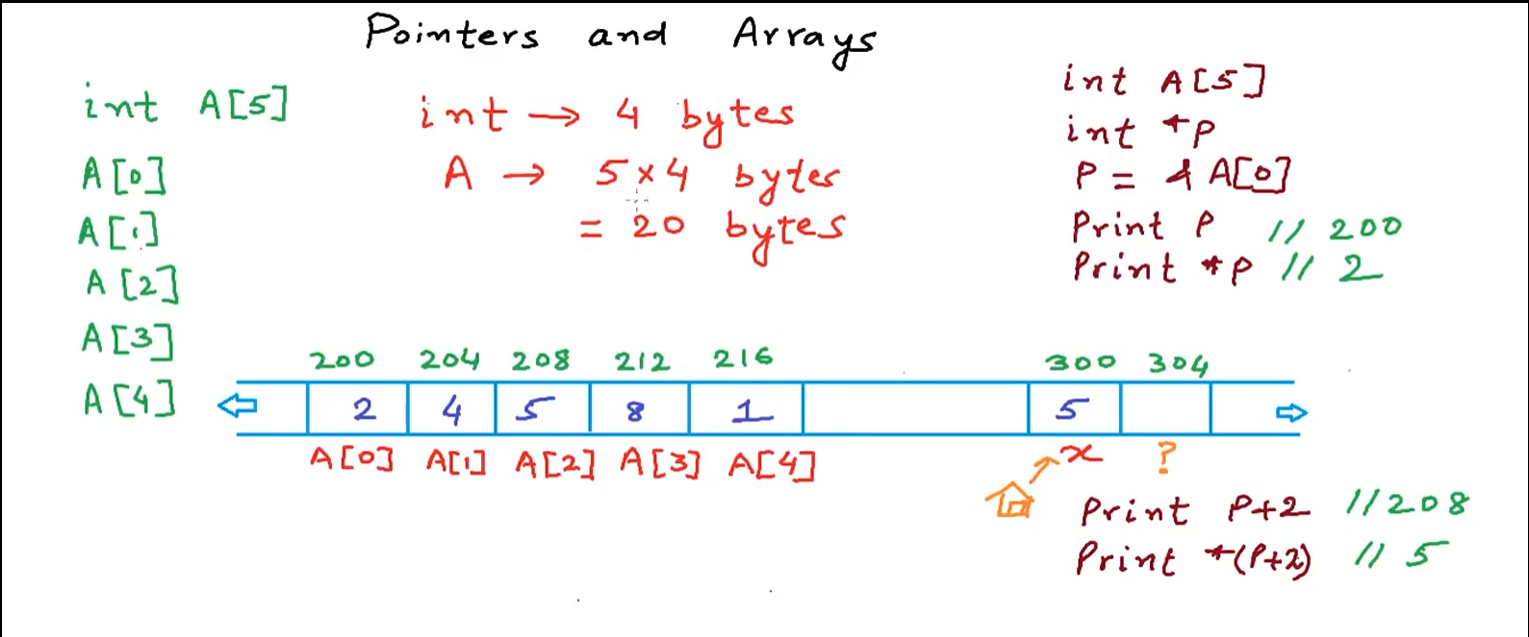 Pointers and Arrays
int A[5]
A[0]
A[1]
A[2]
A[3]
A[4]
int → 4 bytes
A → 5×4 bytes
= 20 bytes
int A[5]
int *P
P = &A[0]
Print P // 200
Print *P // 2
200 204 208 212 216 300 304
2 4 5 8 1 5
A[0] A[1] A[2] A[3] A[4] x ?
Print P+2 //208
Print *(P+2) // 5